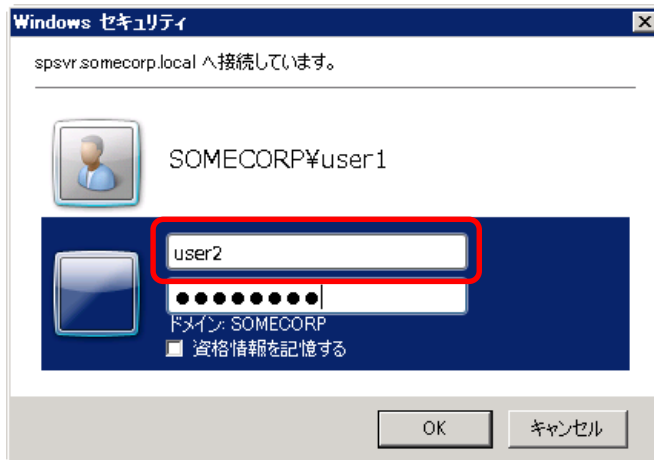 Windows セキュリティ
spsvr.somecorp.local へ接続しています。
SOMECORP¥user1
user2
●●●●●●●●
ドメイン: SOMECORP
資格情報を記憶する
OK キャンセル